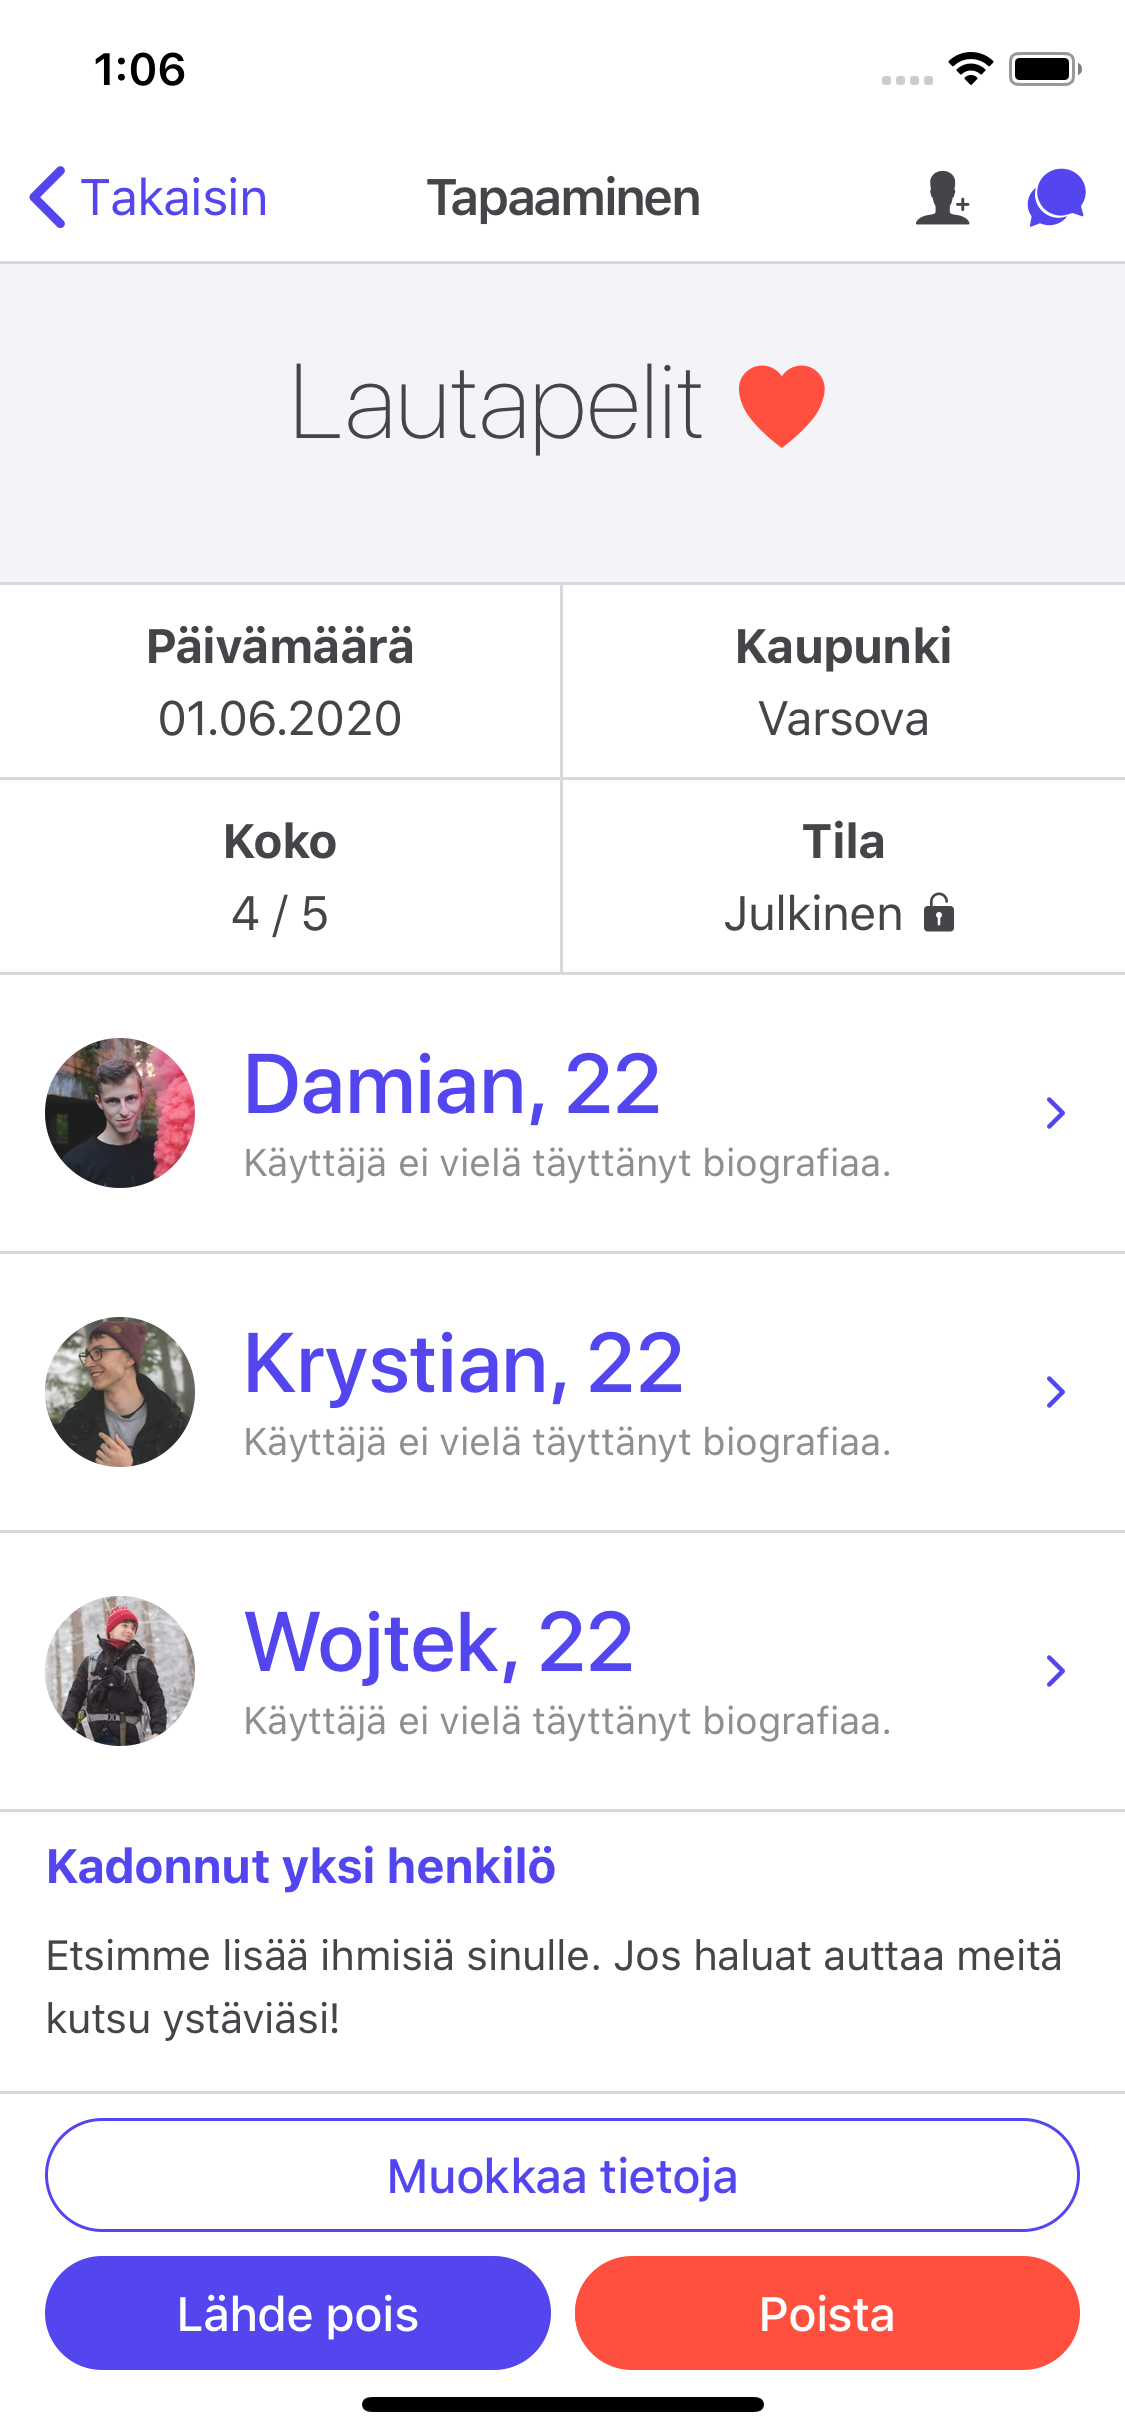 1:06
Takaisin
Tapaaminen
Lautapelit
Päivämäärä
01.06.2020
Kaupunki
Varsova
Koko
4 / 5
Tila
Julkinen
Damian, 22
Käyttäjä ei vielä täyttänyt biografiaa.
Krystian, 22
Käyttäjä ei vielä täyttänyt biografiaa.
Wojtek, 22
Käyttäjä ei vielä täyttänyt biografiaa.
Kadonnut yksi henkilö
Etsimme lisää ihmisiä sinulle. Jos haluat auttaa meitä
kutsu ystäviäsi!
Muokkaa tietoja
Lähde pois
Poista